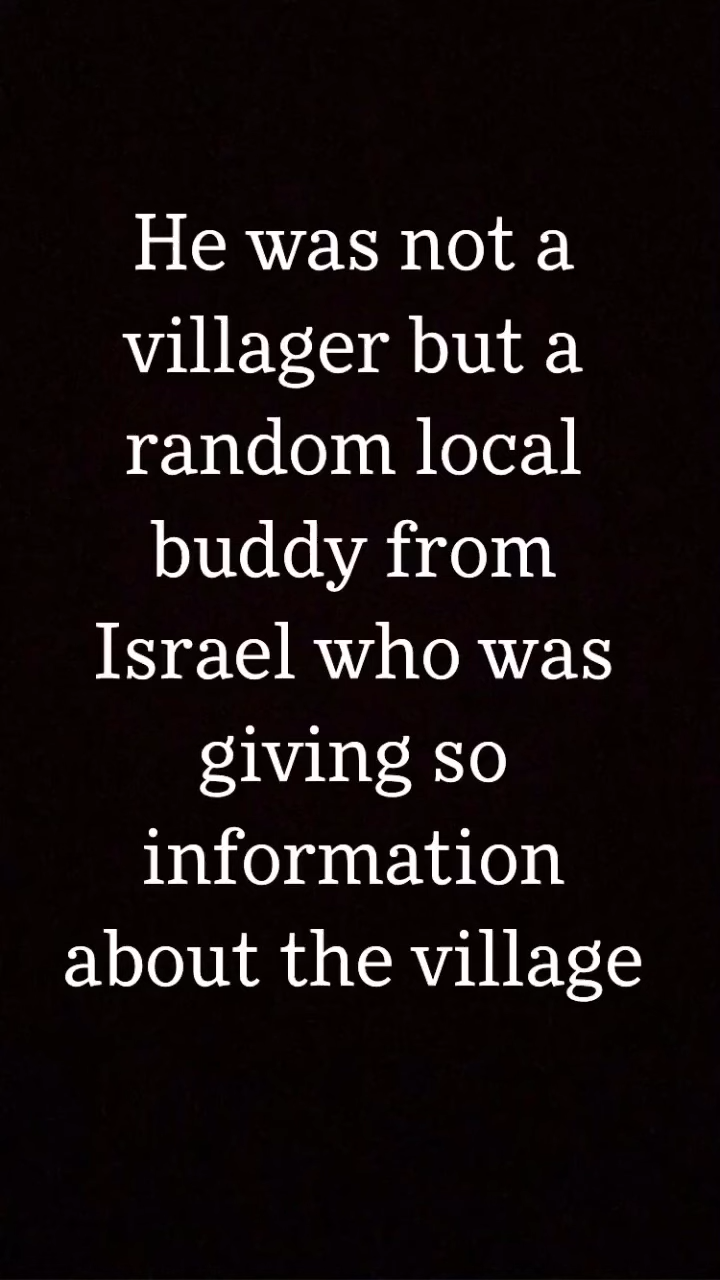 He was not a
villager but a
random local
buddy from
Israel who was
giving so
information
about the village